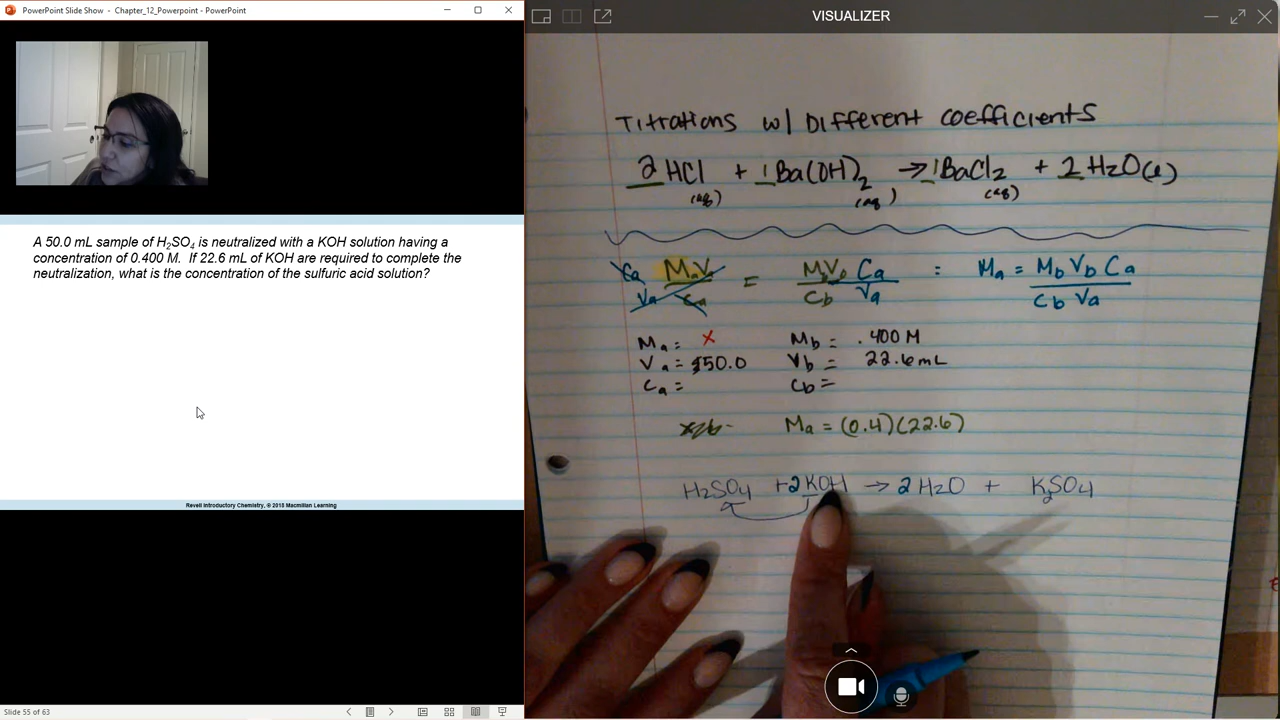 PowerPoint Slide Show - Chapter_12_Powerpoint - PowerPoint
A 50.0 mL sample of H₂SO₄ is neutralized with a KOH solution having a
concentration of 0.400 M. If 22.6 mL of KOH are required to complete the
neutralization, what is the concentration of the sulfuric acid solution?
Revell Introductory Chemistry, © 2018 Macmillan Learning
Slide 55 of 63
VISUALIZER
Titrations w/ Different coefficients
2 HCl + 1 Ba(OH)₂ → 1 BaCl₂ + 2 H₂O(l)
(aq) (aq) (aq)
Ca MaVa = MbVb Ca : Ma = Mb Vb Ca
Va Ca Cb Va Cb Va
Ma = x Mb = .400 M
Va = 50.0 Vb = 22.6 mL
Ca = Cb =
Ma = (0.4)(22.6)
H₂SO₄ + 2 KOH → 2 H₂O + K₂SO₄